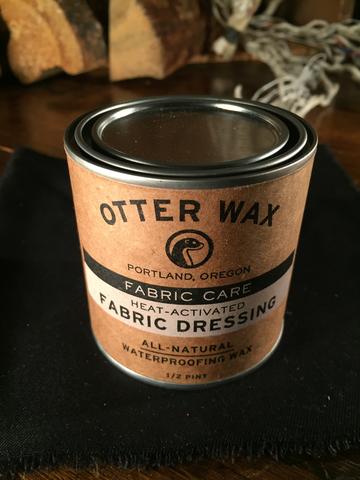 OTTER WAX
PORTLAND, OREGON
FABRIC CARE
HEAT-ACTIVATED
FABRIC DRESSING
ALL-NATURAL
WATERPROOFING WAX
1/2 PINT